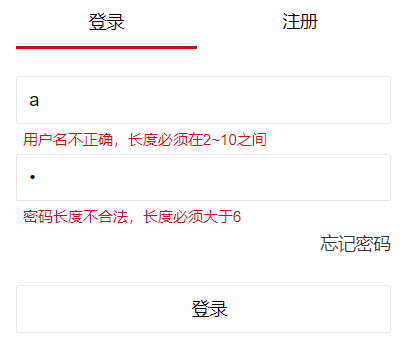 登录 注册
a
用户名不正确，长度必须在2~10之间
•
密码长度不合法，长度必须大于6
忘记密码
登录